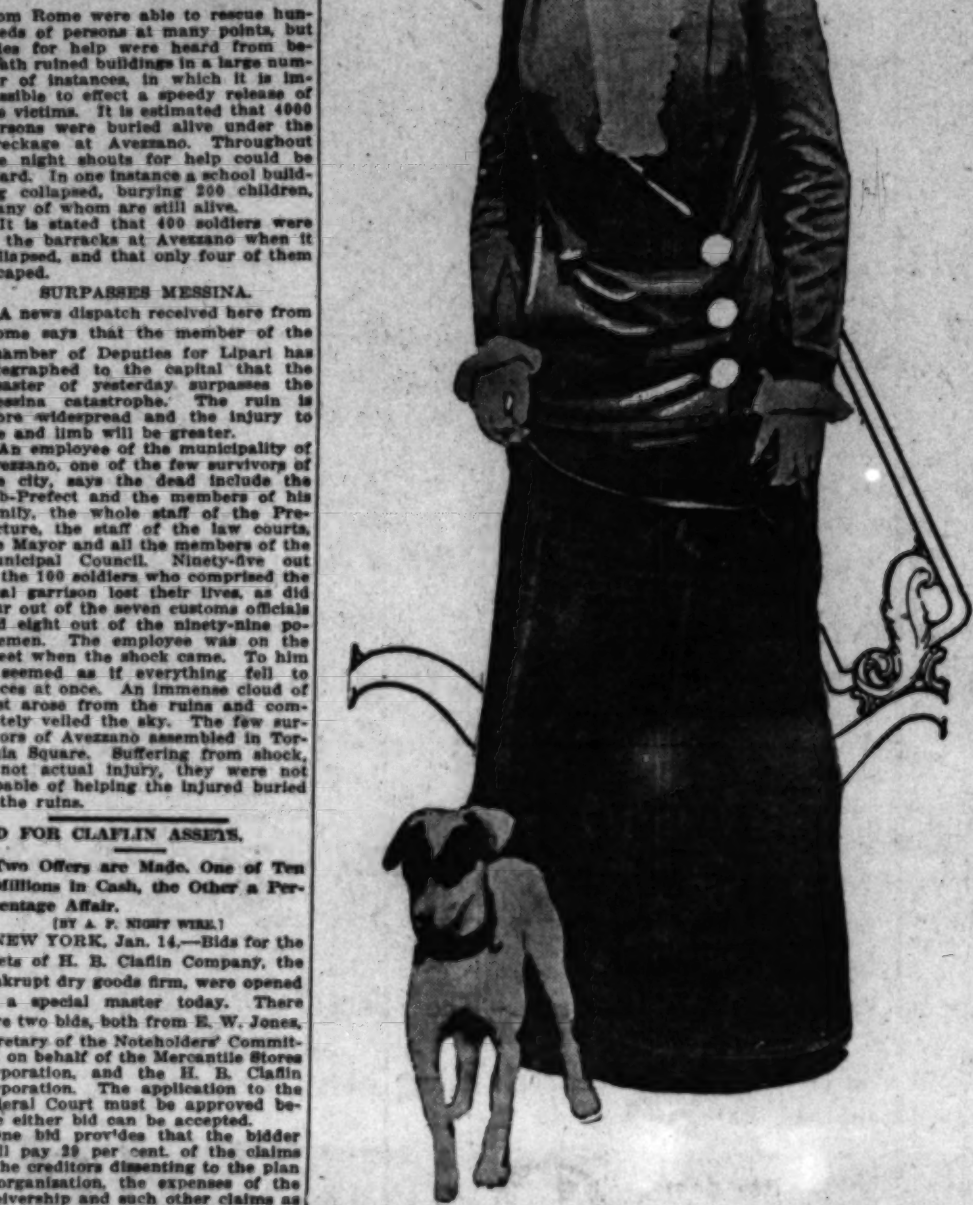 om Rome were able to rescue hun-
eds of persons at many points, but
ies for help were heard from be-
ath ruined buildings in a large num-
r of instances, in which it is im-
ssible to effect a speedy release of
s victims. It is estimated that 4000
rsons were buried alive under the
reckage at Avezzano. Throughout
e night shouts for help could be
ard. In one instance a school build-
g collapsed, burying 200 children,
any of whom are still alive.
It is stated that 400 soldiers were
the barracks at Avezzano when it
llapsed, and that only four of them
caped.
SURPASSES MESSINA.
A news dispatch received here from
ome says that the member of the
hamber of Deputies for Lipari has
egraphed to the capital that the
saster of yesterday surpasses the
essina catastrophe. The ruin is
ore widespread and the injury to
e and limb will be greater.
An employee of the municipality of
vezzano, one of the few survivors of
e city, says the dead include the
b-Prefect and the members of his
mily, the whole staff of the Pre-
cture, the staff of the law courts,
e Mayor and all the members of the
unicipal Council. Ninety-five out
the 100 soldiers who comprised the
al garrison lost their lives, as did
ur out of the seven customs officials
d eight out of the ninety-nine po-
emen. The employee was on the
eet when the shock came. To him
seemed as if everything fell to
ces at once. An immense cloud of
st arose from the ruins and com-
tely veiled the sky. The few sur-
ors of Avezzano assembled in Tor-
nia Square. Suffering from shock,
not actual injury, they were not
pable of helping the injured buried
the ruins.
D FOR CLAFLIN ASSETS.
Two Offers are Made, One of Ten
Millions in Cash, the Other a Per-
centage Affair.
[BY A. P. NIGHT WIRE.]
NEW YORK, Jan. 14.—Bids for the
ets of H. B. Claflin Company, the
nkrupt dry goods firm, were opened
a special master today. There
re two bids, both from E. W. Jones,
retary of the Noteholders' Commit-
on behalf of the Mercantile Stores
rporation, and the H. B. Claflin
rporation. The application to the
deral Court must be approved be-
e either bid can be accepted.
One bid provides that the bidder
ll pay 29 per cent. of the claims
the creditors dissenting to the plan
organization, the expenses of the
eivership and such other claims as